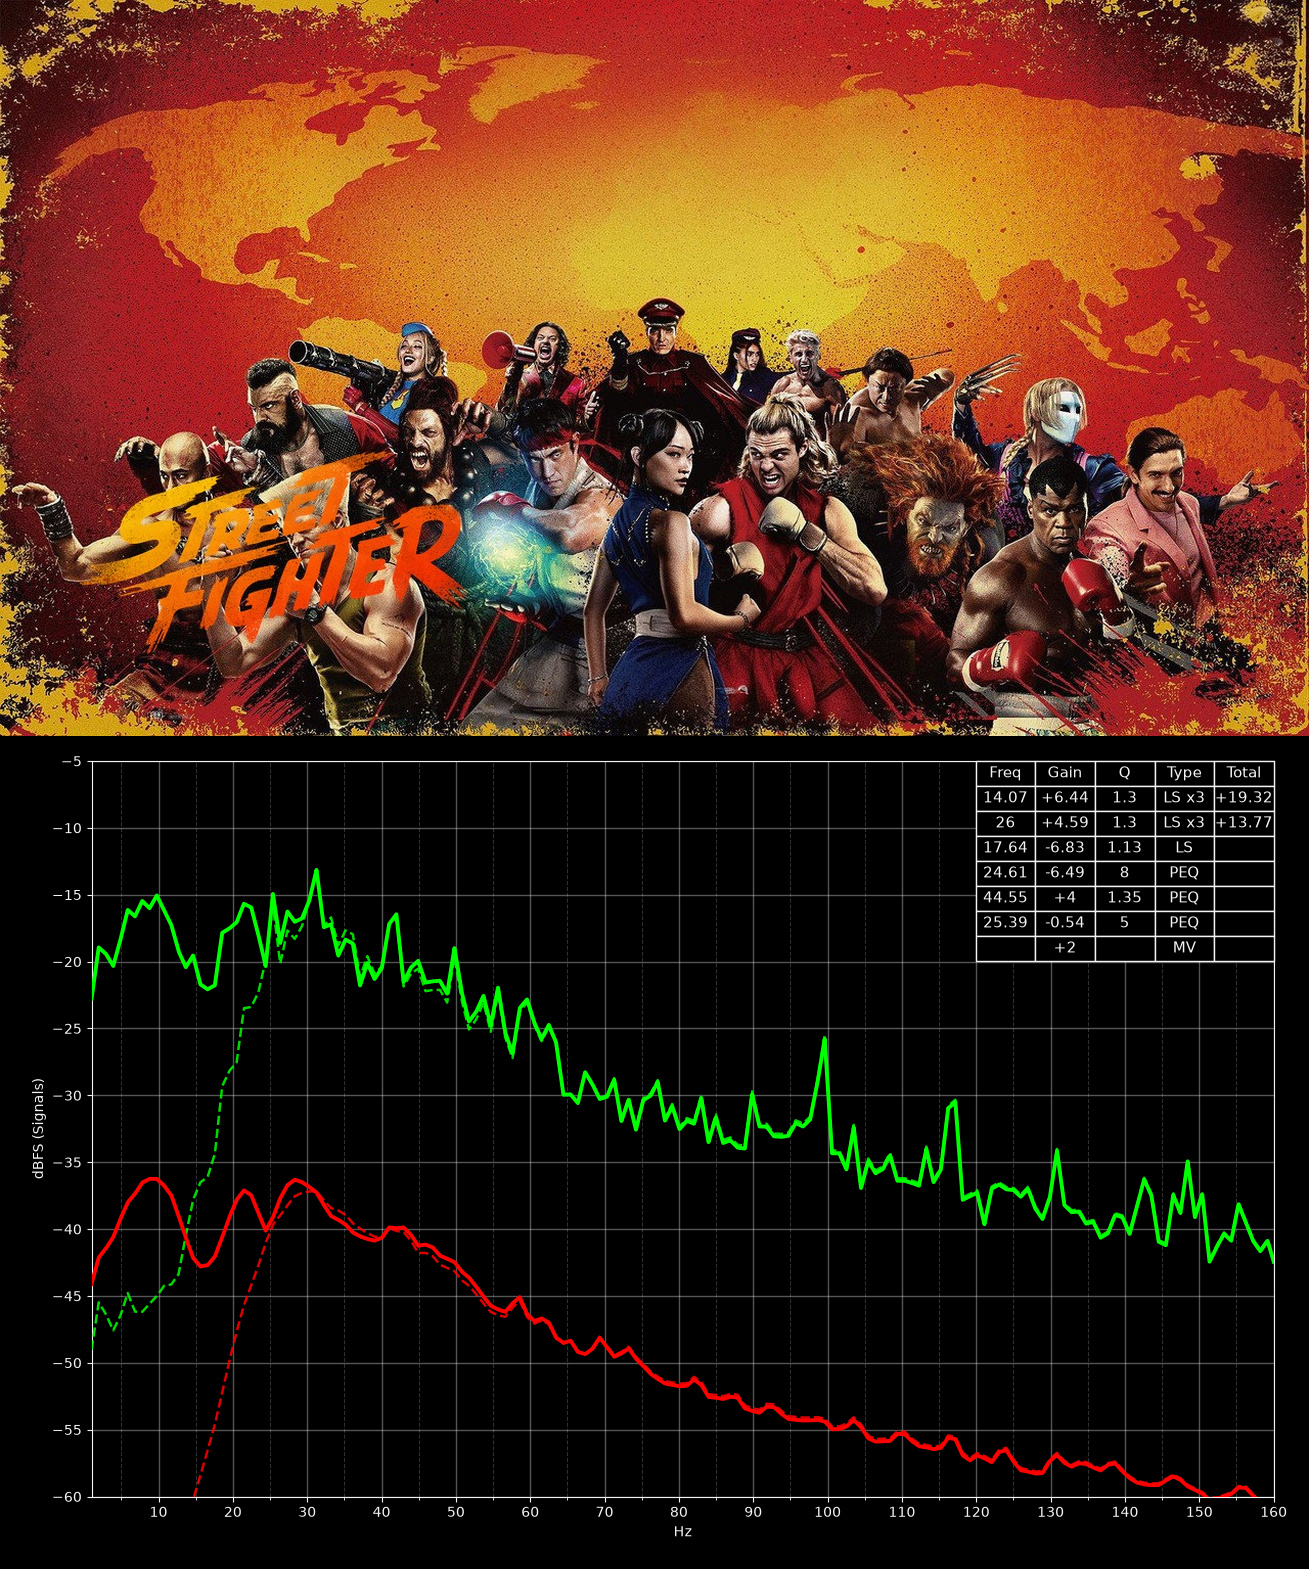 STREET
FIGHTER
Freq Gain Q Type Total
14.07 +6.44 1.3 LS x3 +19.32
26 +4.59 1.3 LS x3 +13.77
17.64 -6.83 1.13 LS
24.61 -6.49 8 PEQ
44.55 +4 1.35 PEQ
25.39 -0.54 5 PEQ
+2 MV
−5
−10
−15
−20
−25
−30
−35
−40
−45
−50
−55
−60
dBFS (Signals)
10 20 30 40 50 60 70 80 90 100 110 120 130 140 150 160
Hz